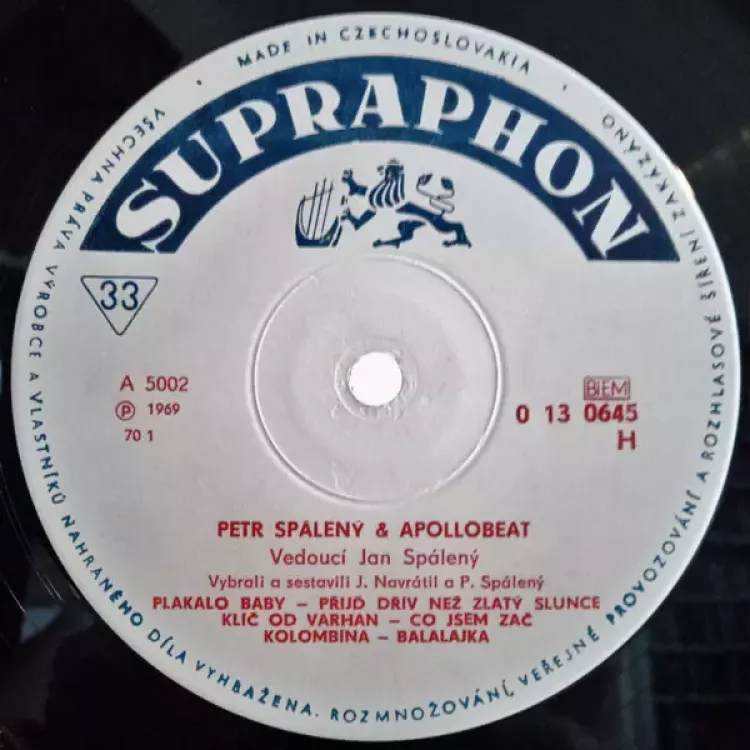 MADE IN CZECHOSLOVAKIA
SUPRAPHON
33
A 5002
Ⓟ 1969
70 1
BIEM
0 13 0645
H
PETR SPÁLENÝ & APOLLOBEAT
Vedoucí Jan Spálený
Vybrali a sestavili J. Navrátil a P. Spálený
PLAKALO BABY – PŘIJĎ DŘÍV NEŽ ZLATÝ SLUNCE
KLÍČ OD VARHAN – CO JSEM ZAČ
KOLOMBÍNA – BALALAJKA
VŠECHNA PRÁVA VÝROBCE A VLASTNÍKŮ NAHRANÉHO DÍLA VYHRAŽENA. ROZMNOŽOVÁNÍ, VEŘEJNÉ PROVOZOVÁNÍ A ROZHLASOVÉ ŠÍŘENÍ ZAKÁZÁNO